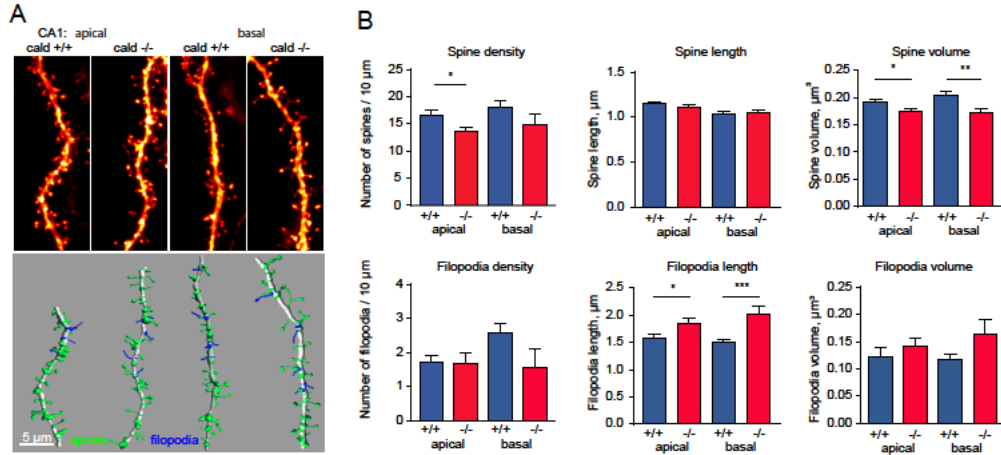 A
CA1: apical basal
cald +/+ cald -/- cald +/+ cald -/-
5 µm
spines
filopodia
B
Spine density
Number of spines / 10 µm
25
20
15
10
5
0
*
+/+ -/- +/+ -/-
apical basal
Spine length
Spine length, µm
1.5
1.0
0.5
0.0
+/+ -/- +/+ -/-
apical basal
Spine volume
Spine volume, µm³
0.25
0.20
0.15
0.10
0.05
0.00
*
**
+/+ -/- +/+ -/-
apical basal
Filopodia density
Number of filopodia / 10 µm
4
3
2
1
0
+/+ -/- +/+ -/-
apical basal
Filopodia length
Filopodia length, µm
2.5
2.0
1.5
1.0
0.5
0.0
*
***
+/+ -/- +/+ -/-
apical basal
Filopodia volume
Filopodia volume, µm³
0.25
0.20
0.15
0.10
0.05
0.00
+/+ -/- +/+ -/-
apical basal